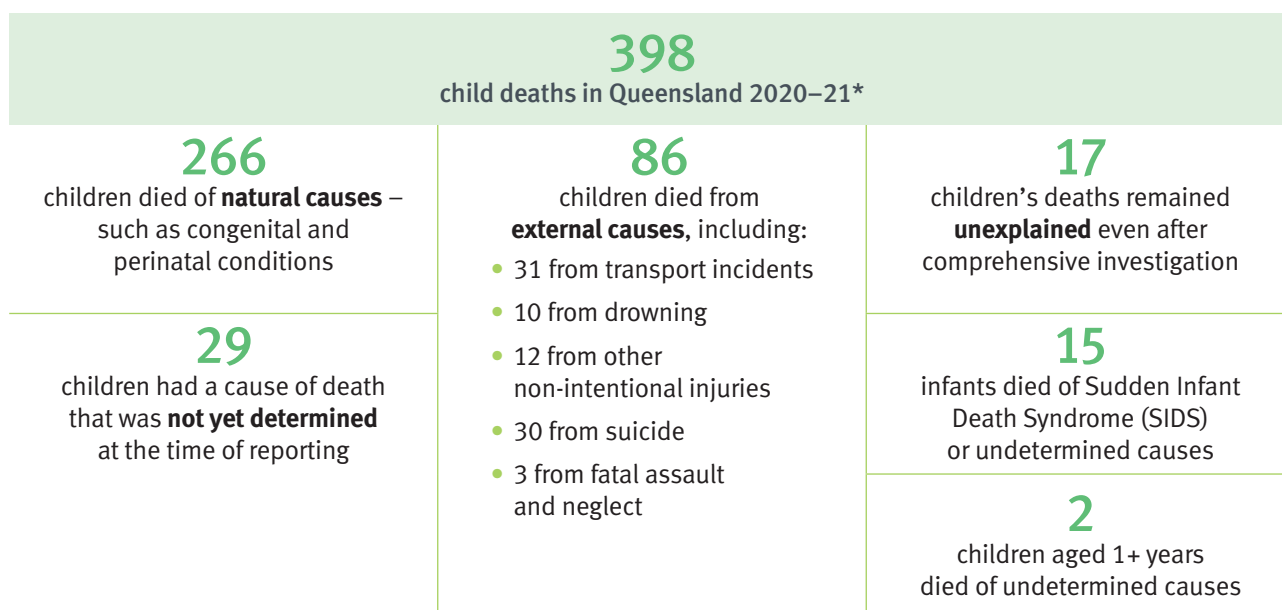 398
child deaths in Queensland 2020–21*
266
children died of natural causes –
such as congenital and
perinatal conditions
29
children had a cause of death
that was not yet determined
at the time of reporting
86
children died from
external causes, including:
• 31 from transport incidents
• 10 from drowning
• 12 from other
non-intentional injuries
• 30 from suicide
• 3 from fatal assault
and neglect
17
children’s deaths remained
unexplained even after
comprehensive investigation
15
infants died of Sudden Infant
Death Syndrome (SIDS)
or undetermined causes
2
children aged 1+ years
died of undetermined causes